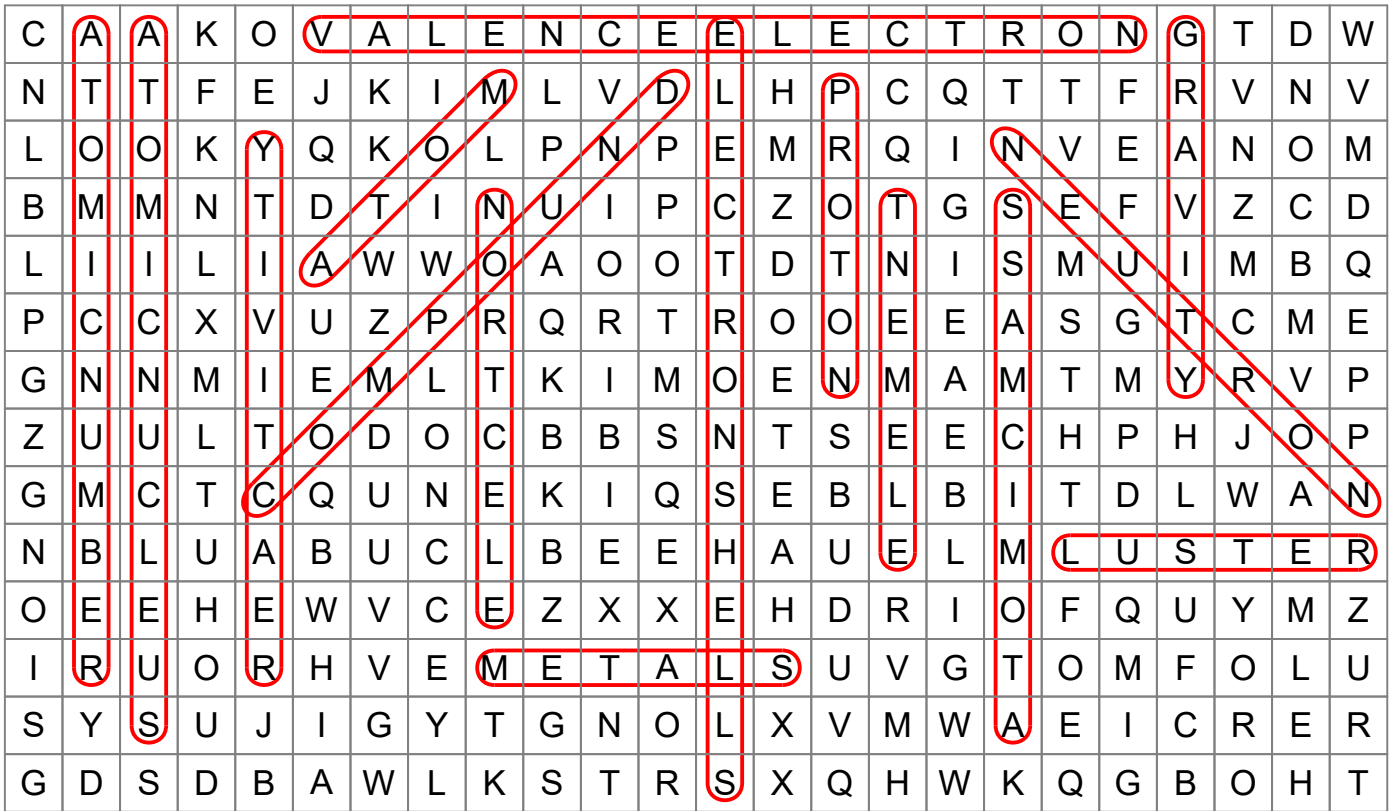 C A A K O V A L E N C E E L E C T R O N G T D W
N T T F E J K I M L V D L H P C Q T T F R V N V
L O O K Y Q K O L P N P E M R Q I N V E A N O M
B M M N T D T I N U I P C Z O T G S E F V Z C D
L I I L I A W W O A O O T D T N I S M U I M B Q
P C C X V U Z P R Q R T R O O E E A S G T C M E
G N N M I E M L T K I M O E N M A M T M Y R V P
Z U U L T O D O C B B S N T S E E C H P H J O P
G M C T C Q U N E K I Q S E B L B I T D L W A N
N B L U A B U C L B E E H A U E L M L U S T E R
O E E H E W V C E Z X X E H D R I O F Q U Y M Z
I R U O R H V E M E T A L S U V G T O M F O L U
S Y S U J I G Y T G N O L X V M W A E I C R E R
G D S D B A W L K S T R S X Q H W K Q G B O H T